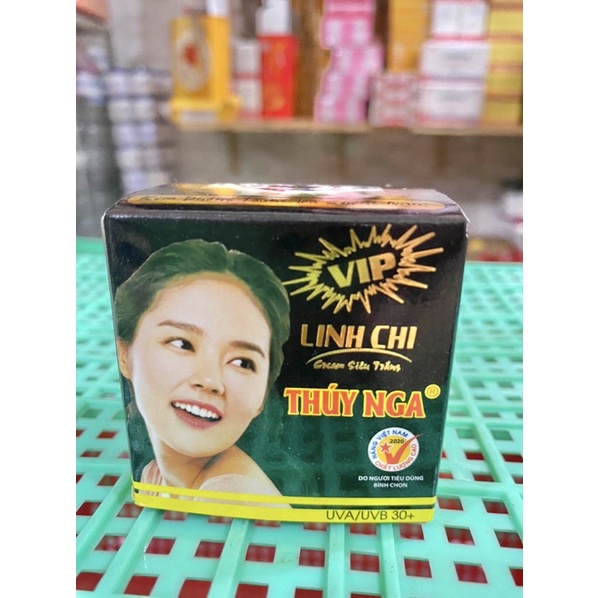 VIP
LINH CHI
Cream Siêu Trắng
THÚY NGA®
HÀNG VIỆT NAM
2020
CHẤT LƯỢNG CAO
DO NGƯỜI TIÊU DÙNG
BÌNH CHỌN
UVA/UVB 30+